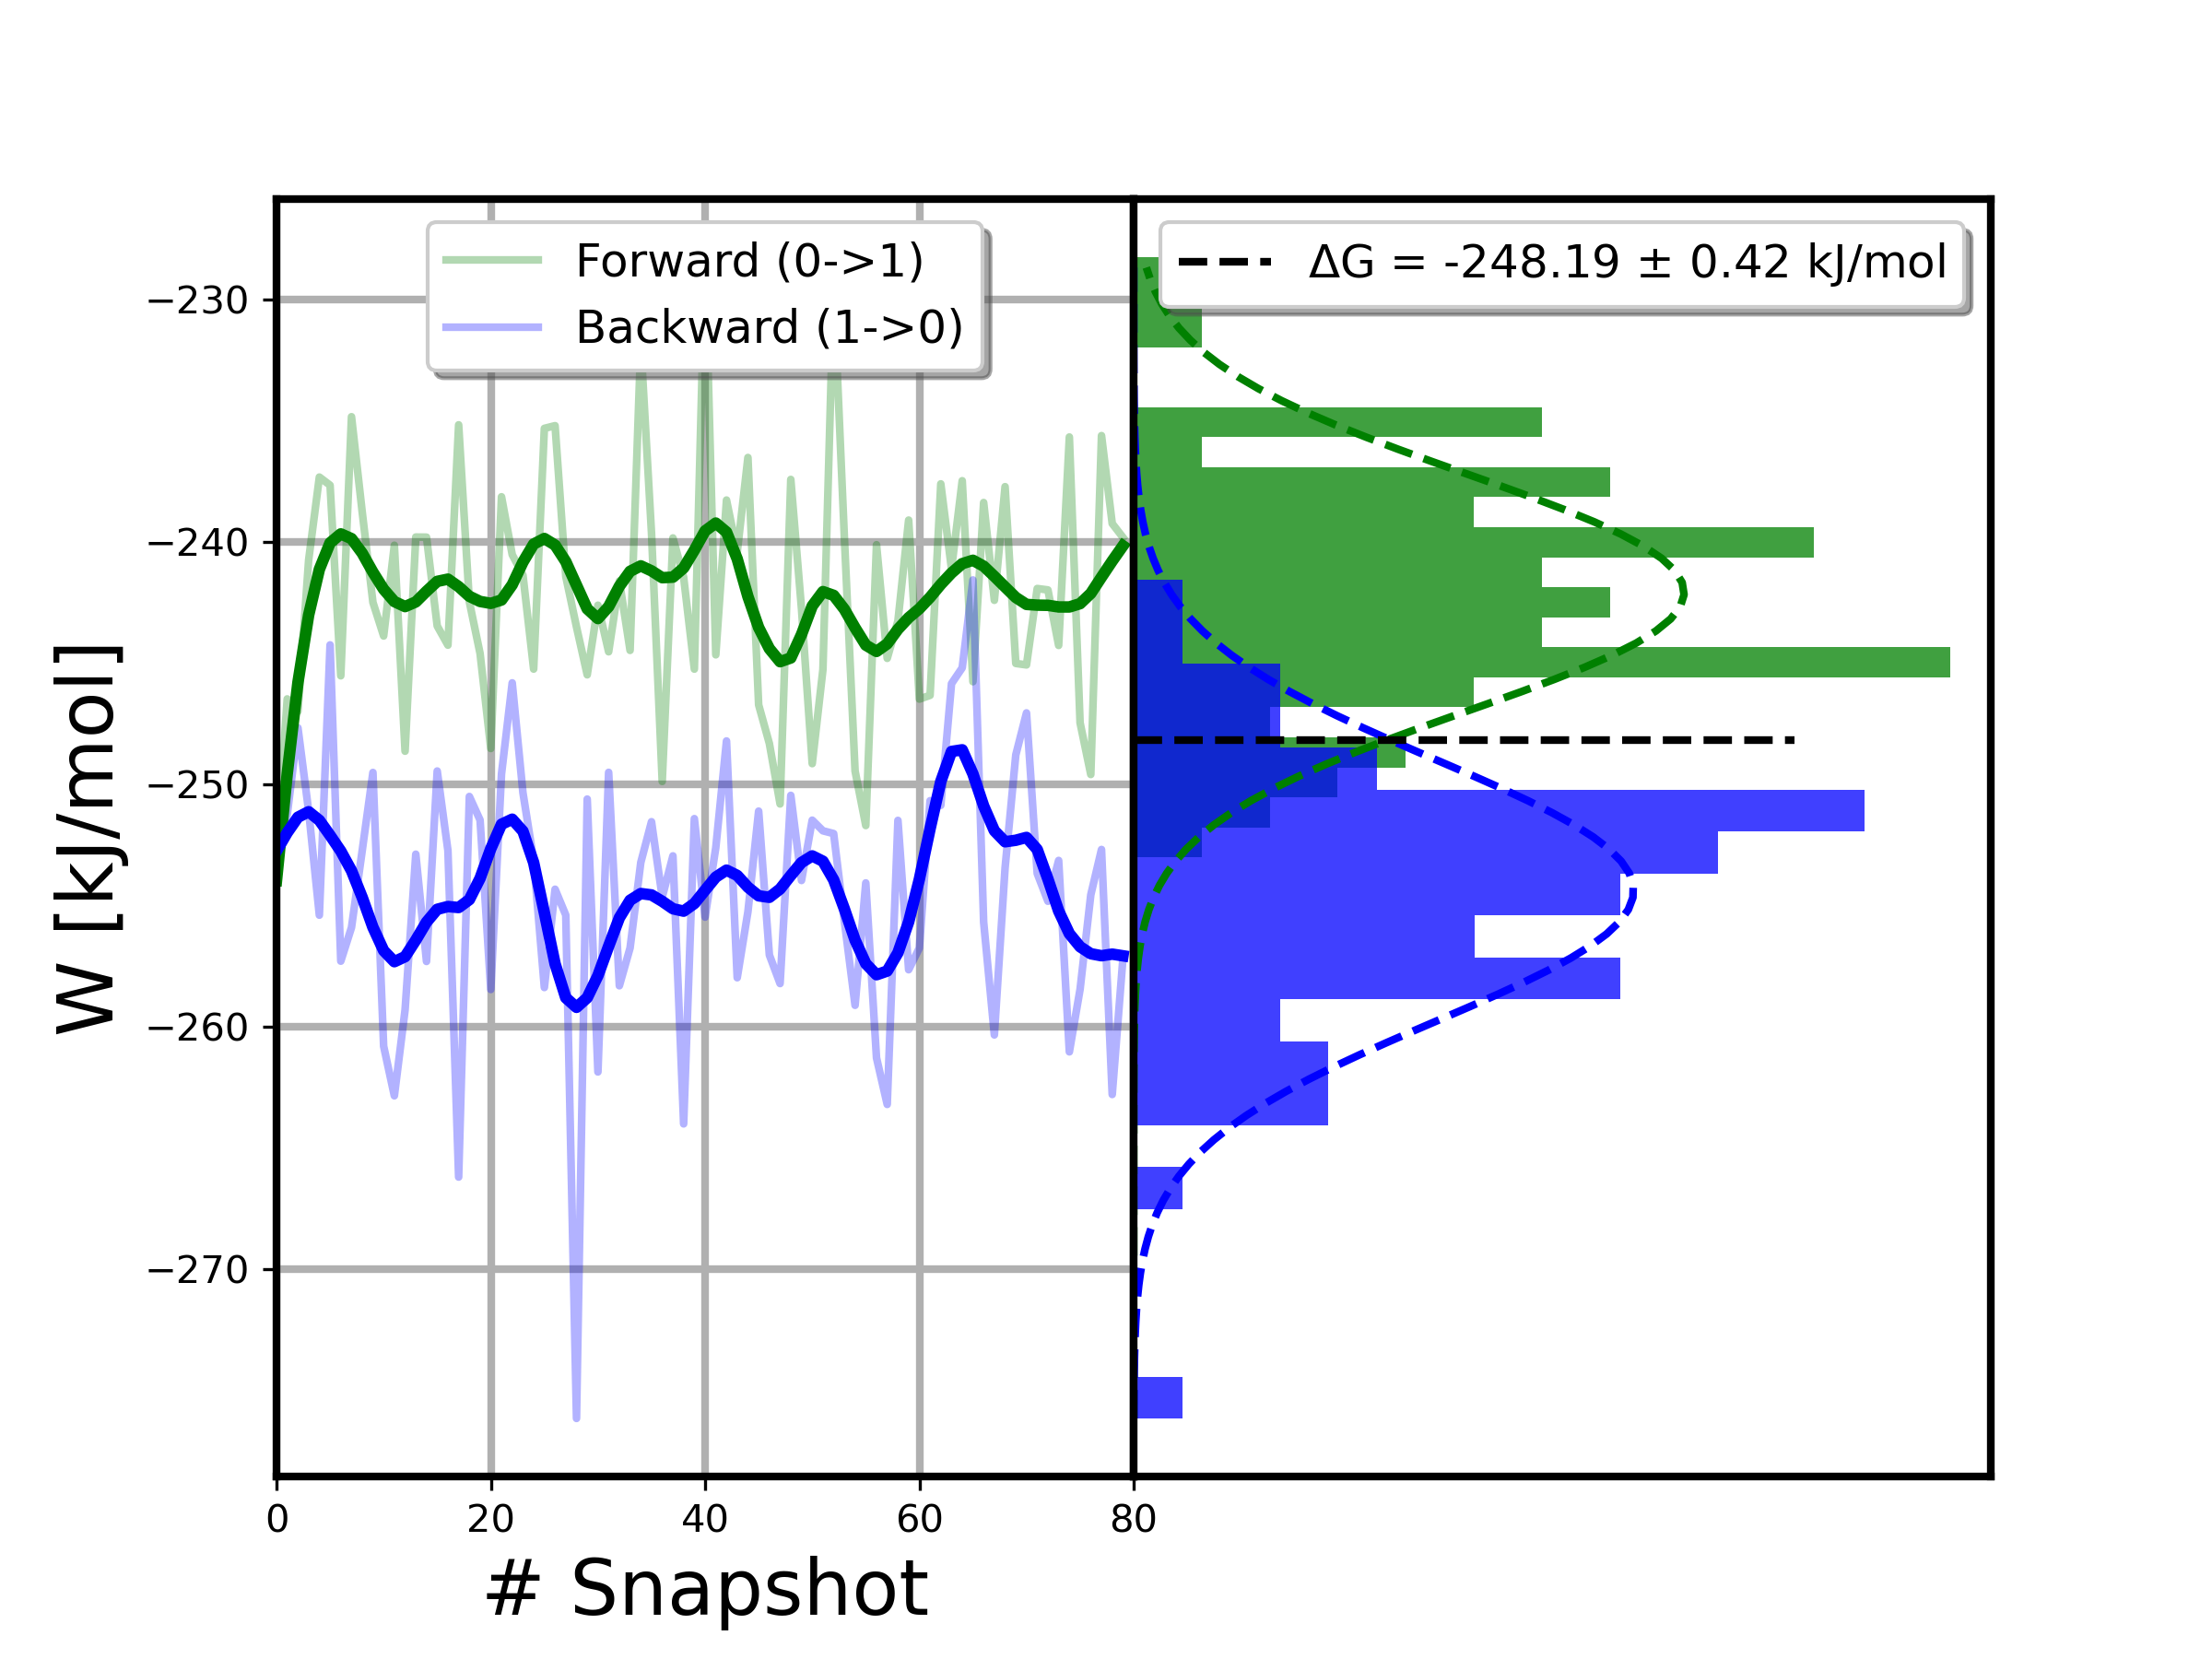 Forward (0->1)
Backward (1->0)
ΔG = -248.19 ± 0.42 kJ/mol
−230
−240
−250
−260
−270
W [kJ/mol]
0 20 40 60 80
# Snapshot